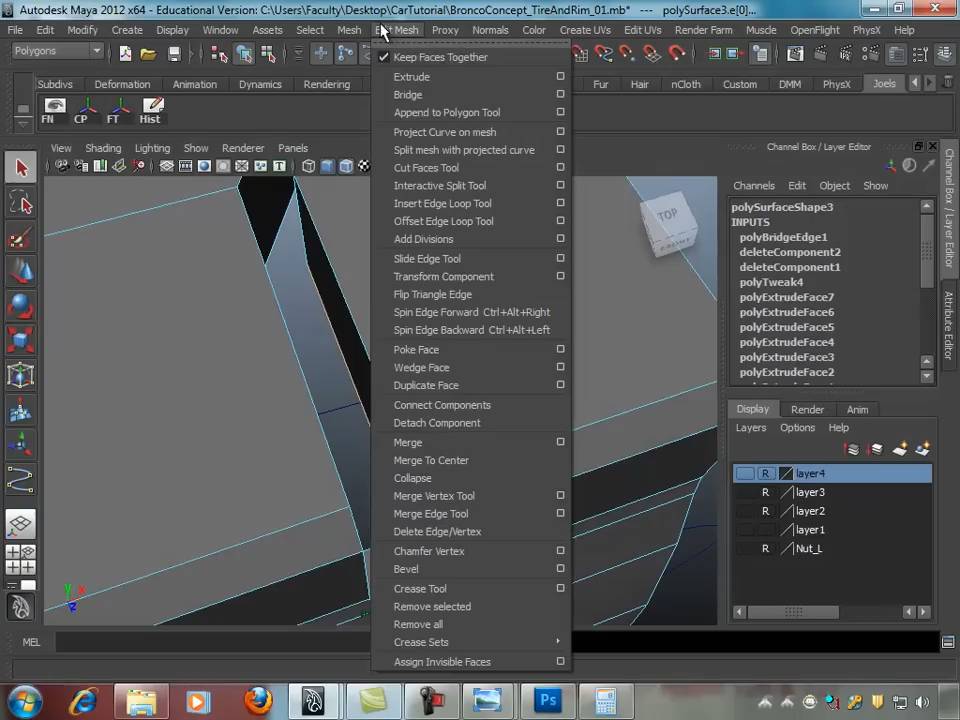 Autodesk Maya 2012 x64 - Educational Version: C:\Users\Faculty\Desktop\CarTutorial\BroncoConcept_TireAndRim_01.mb* --- polySurface3.e[0]...
File Edit Modify Create Display Window Assets Select Mesh Mesh Proxy Normals Color Create UVs Edit UVs Render Farm Muscle OpenFlight PhysX Help
Polygons
Subdivs Deformation Animation Dynamics Rendering Fur Hair nCloth Custom PhysX Joels
FN CP FT Hist
View Shading Lighting Show Renderer Panels
TOP
Keep Faces Together
Extrude
Bridge
Append to Polygon Tool
Project Curve on mesh
Split mesh with projected curve
Cut Faces Tool
Interactive Split Tool
Insert Edge Loop Tool
Offset Edge Loop Tool
Add Divisions
Slide Edge Tool
Transform Component
Flip Triangle Edge
Spin Edge Forward Ctrl+Alt+Right
Spin Edge Backward Ctrl+Alt+Left
Poke Face
Wedge Face
Duplicate Face
Connect Components
Detach Component
Merge
Merge To Center
Collapse
Merge Vertex Tool
Merge Edge Tool
Delete Edge/Vertex
Chamfer Vertex
Bevel
Crease Tool
Remove selected
Remove all
Crease Sets
Assign Invisible Faces
Channel Box / Layer Editor
Channels Edit Object Show
polySurfaceShape3
INPUTS
polyBridgeEdge1
deleteComponent2
deleteComponent1
polyTweak4
polyExtrudeFace7
polyExtrudeFace6
polyExtrudeFace5
polyExtrudeFace4
polyExtrudeFace3
polyExtrudeFace2
Display Render Anim
Layers Options Help
R layer4
R layer3
R layer2
layer1
R Nut_L
Channel Box / Layer Editor
Attribute Editor
y x
z
MEL
Ps